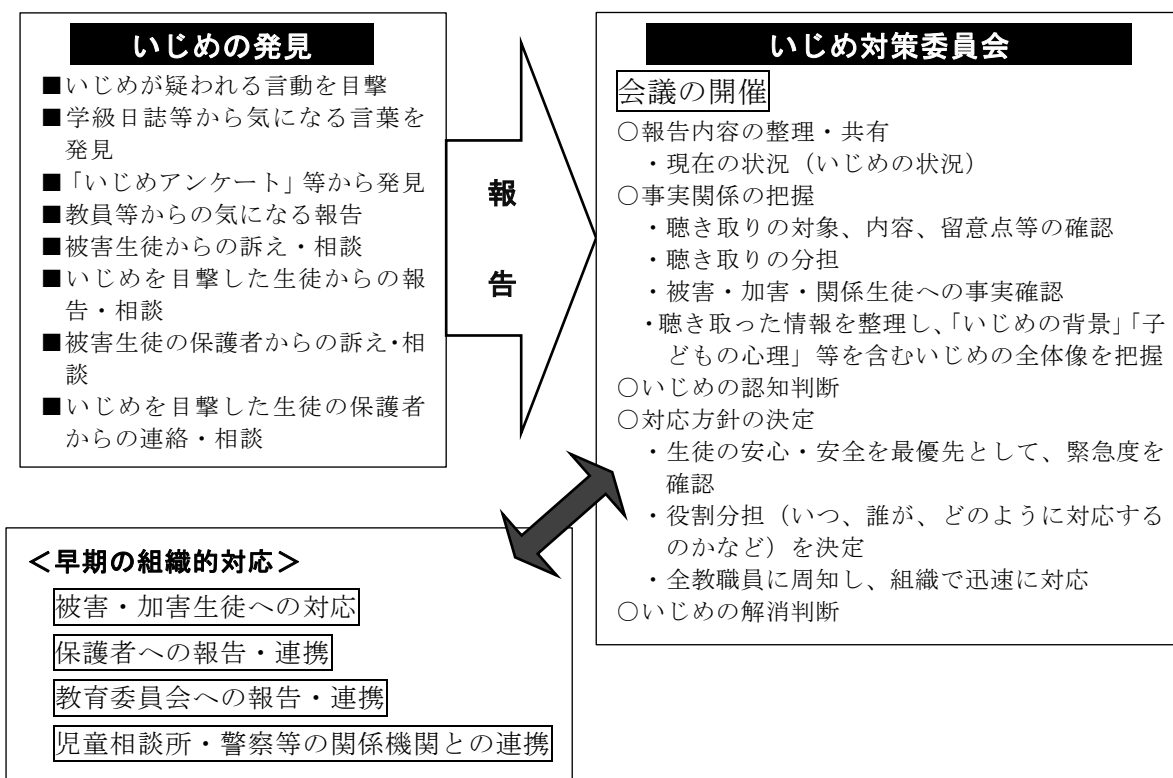 いじめの発見
■いじめが疑われる言動を目撃
■学級日誌等から気になる言葉を
発見
■「いじめアンケート」等から発見
■教員等からの気になる報告
■被害生徒からの訴え・相談
■いじめを目撃した生徒からの報
告・相談
■被害生徒の保護者からの訴え・相
談
■いじめを目撃した生徒の保護者
からの連絡・相談
報
告
いじめ対策委員会
会議の開催
○報告内容の整理・共有
・現在の状況（いじめの状況）
○事実関係の把握
・聴き取りの対象、内容、留意点等の確認
・聴き取りの分担
・被害・加害・関係生徒への事実確認
・聴き取った情報を整理し、「いじめの背景」「子
どもの心理」等を含むいじめの全体像を把握
○いじめの認知判断
○対応方針の決定
・生徒の安心・安全を最優先として、緊急度を
確認
・役割分担（いつ、誰が、どのように対応する
のかなど）を決定
・全教職員に周知し、組織で迅速に対応
○いじめの解消判断
＜早期の組織的対応＞
被害・加害生徒への対応
保護者への報告・連携
教育委員会への報告・連携
児童相談所・警察等の関係機関との連携